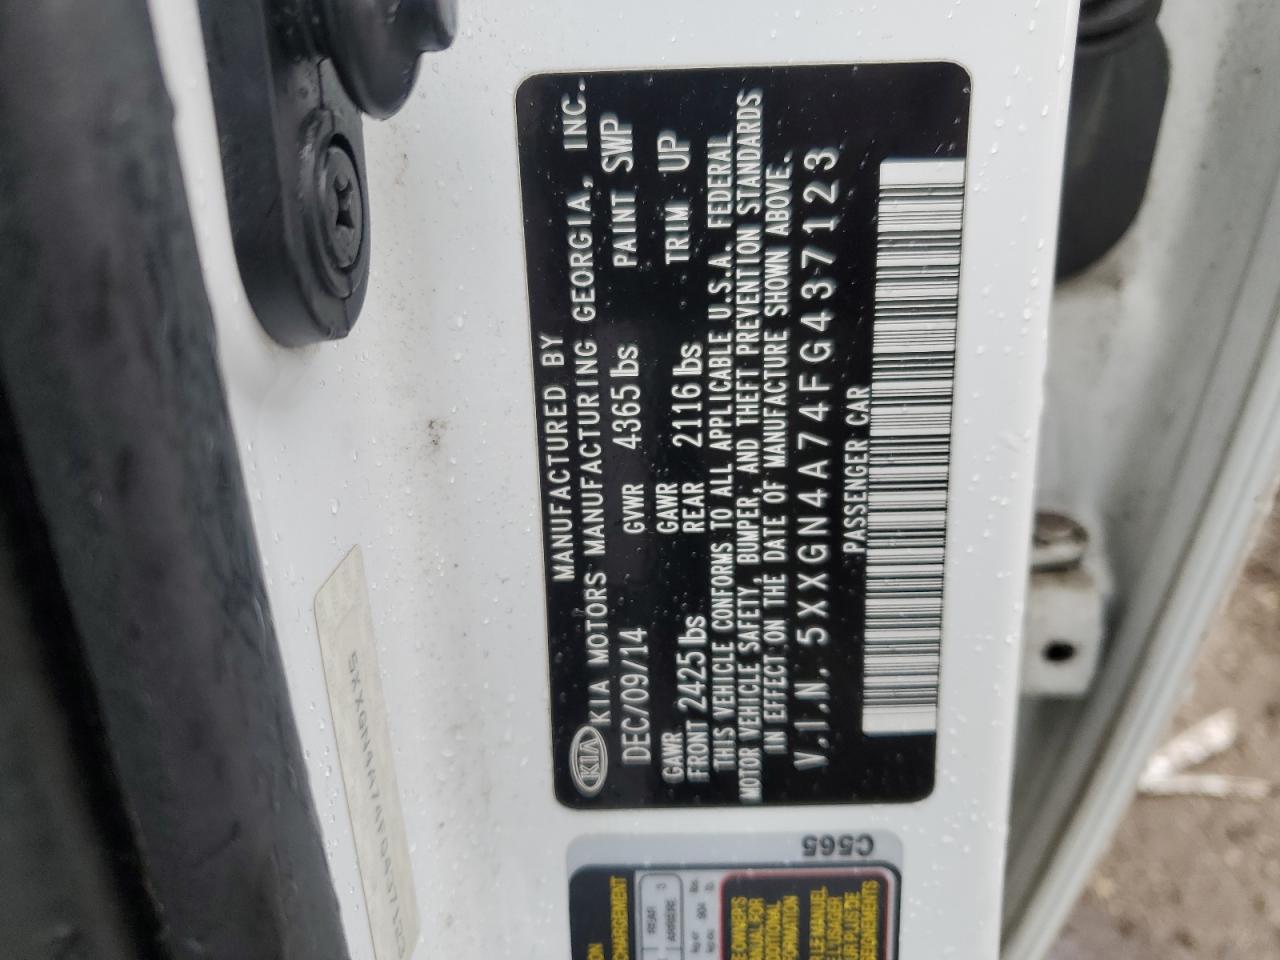 MANUFACTURED BY
KIA KIA MOTORS MANUFACTURING GEORGIA, INC.
DEC/09/14 GVWR 4365 lbs PAINT SWP
GAWR FRONT 2425 lbs GAWR REAR 2116 lbs TRIM UP
THIS VEHICLE CONFORMS TO ALL APPLICABLE U.S.A. FEDERAL
MOTOR VEHICLE SAFETY, BUMPER, AND THEFT PREVENTION STANDARDS
IN EFFECT ON THE DATE OF MANUFACTURE SHOWN ABOVE.
V.I.N. 5XXGN4A74FG437123
PASSENGER CAR
C565
REAR
ARRIERE